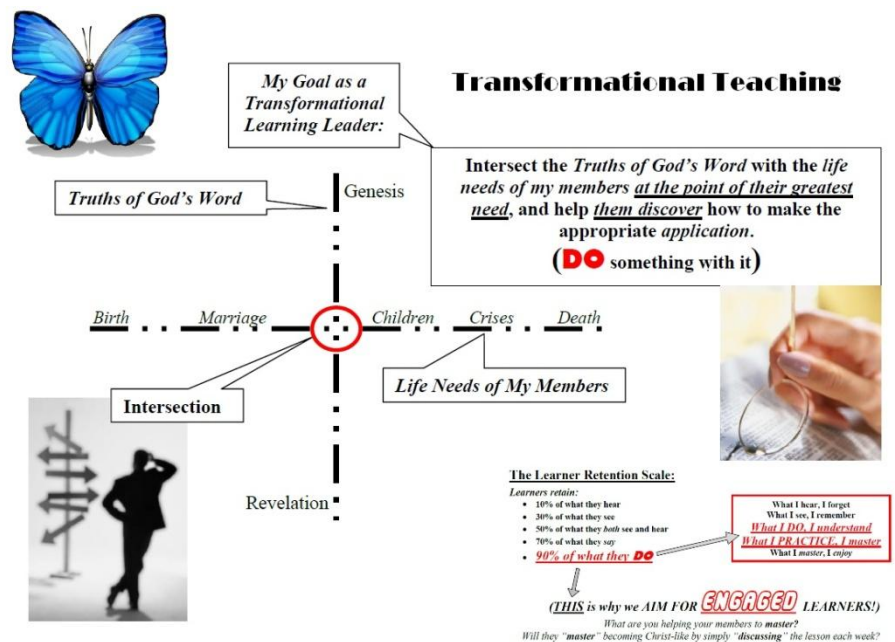 Transformational Teaching
My Goal as a
Transformational
Learning Leader:
Intersect the Truths of God's Word with the life
needs of my members at the point of their greatest
need, and help them discover how to make the
appropriate application.
(DO something with it)
Truths of God's Word
Genesis
Birth Marriage Children Crises Death
Intersection
Life Needs of My Members
Revelation
The Learner Retention Scale:
Learners retain:
• 10% of what they hear
• 30% of what they see
• 50% of what they both see and hear
• 70% of what they say
• 90% of what they DO
What I hear, I forget
What I see, I remember
What I DO, I understand
What I PRACTICE, I master
What I master, I enjoy
(THIS is why we AIM FOR ENGAGED LEARNERS!)
What are you helping your members to master?
Will they "master" becoming Christ-like by simply "discussing" the lesson each week?